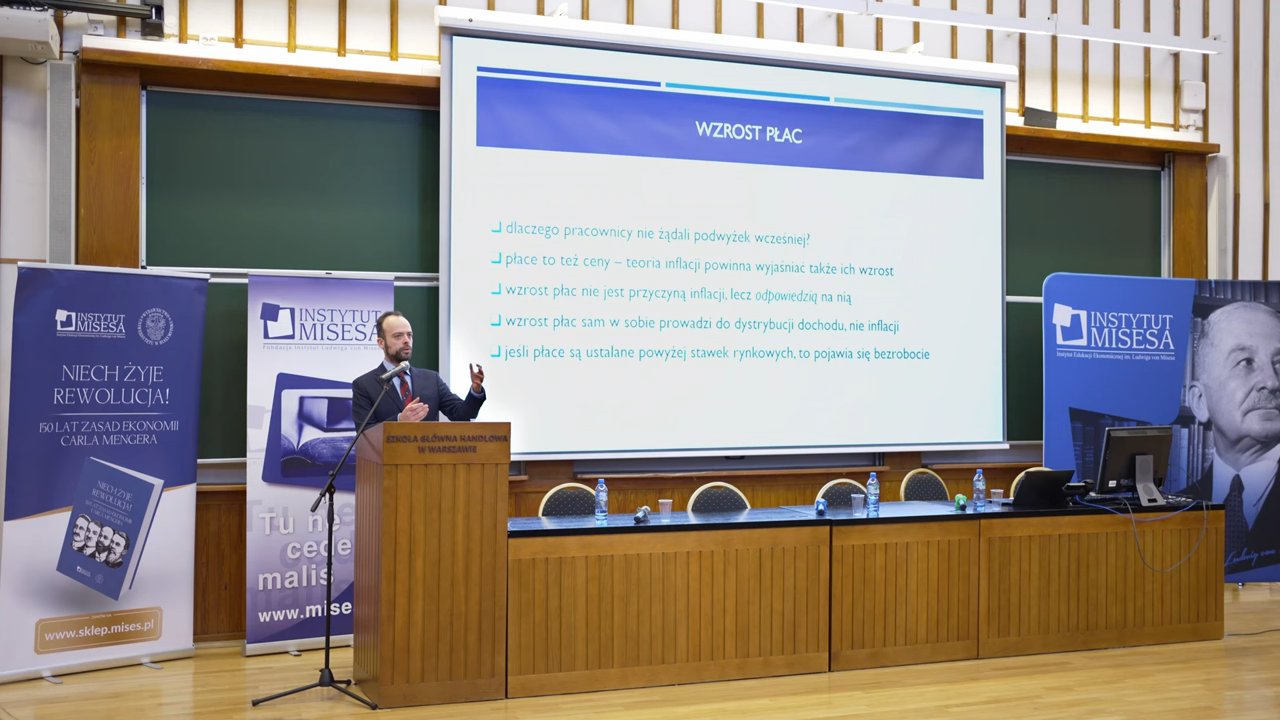 WZROST PŁAC
dlaczego pracownicy nie żądali podwyżek wcześniej?
płace to też ceny – teoria inflacji powinna wyjaśniać także ich wzrost
wzrost płac nie jest przyczyną inflacji, lecz odpowiedzią na nią
wzrost płac sam w sobie prowadzi do dystrybucji dochodu, nie inflacji
jeśli płace są ustalane powyżej stawek rynkowych, to pojawia się bezrobocie
INSTYTUT
MISESA
NIECH ŻYJE
REWOLUCJA!
150 LAT ZASAD EKONOMII
CARLA MENGERA
NIECH ŻYJE
REWOLUCJA!
www.sklep.mises.pl
INSTYTUT
MISESA
Fundacja Instytut Ludwiga von Misesa
Tu ne
cede
malis
www.mise
SZKOŁA GŁÓWNA HANDLOWA
W WARSZAWIE
INSTYTUT
MISESA
Instytut Edukacji Ekonomicznej im. Ludwiga von Misesa